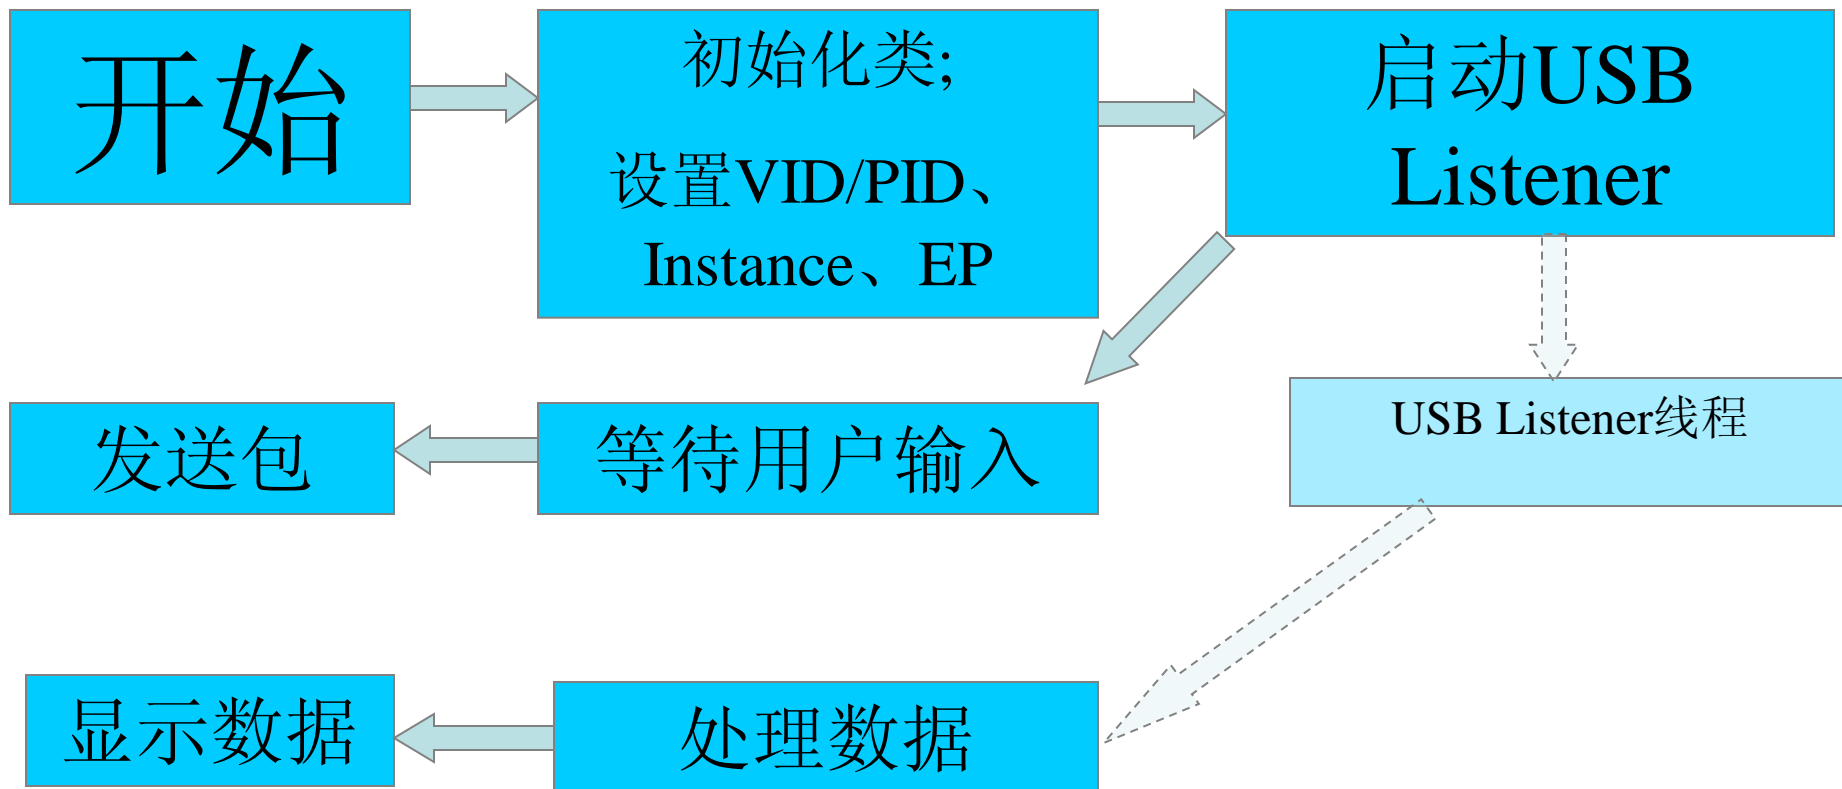 开始
初始化类;
设置VID/PID、
Instance、EP
启动USB
Listener
发送包
等待用户输入
USB Listener线程
显示数据
处理数据